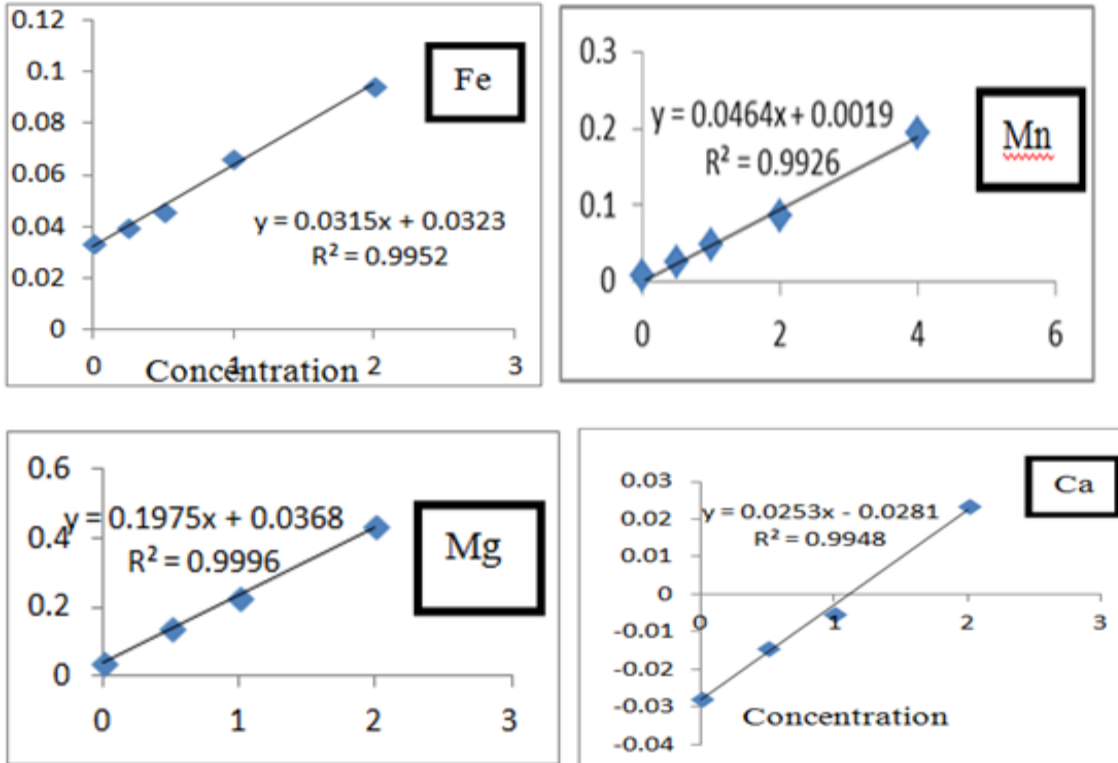 0.12
0.1
0.08
0.06
0.04
0.02
0
Fe
y = 0.0315x + 0.0323
R² = 0.9952
0 1 2 3
Concentration
0.3
0.2
0.1
0
y = 0.0464x + 0.0019
R² = 0.9926
Mn
0 2 4 6
0.6
0.4
0.2
0
y = 0.1975x + 0.0368
R² = 0.9996
Mg
0 1 2 3
0.03
0.02
0.01
0
-0.01
-0.02
-0.03
-0.04
Ca
y = 0.0253x - 0.0281
R² = 0.9948
0 1 2 3
Concentration